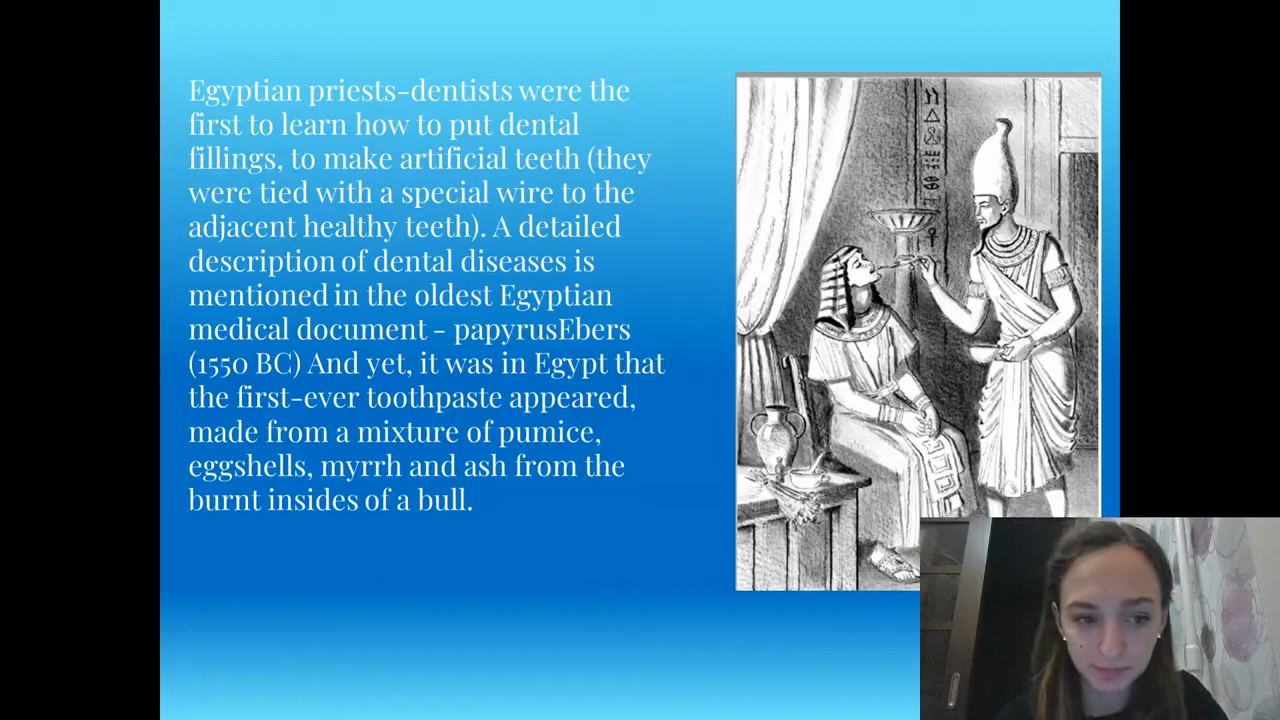 Egyptian priests-dentists were the
first to learn how to put dental
fillings, to make artificial teeth (they
were tied with a special wire to the
adjacent healthy teeth). A detailed
description of dental diseases is
mentioned in the oldest Egyptian
medical document - papyrusEbers
(1550 BC) And yet, it was in Egypt that
the first-ever toothpaste appeared,
made from a mixture of pumice,
eggshells, myrrh and ash from the
burnt insides of a bull.